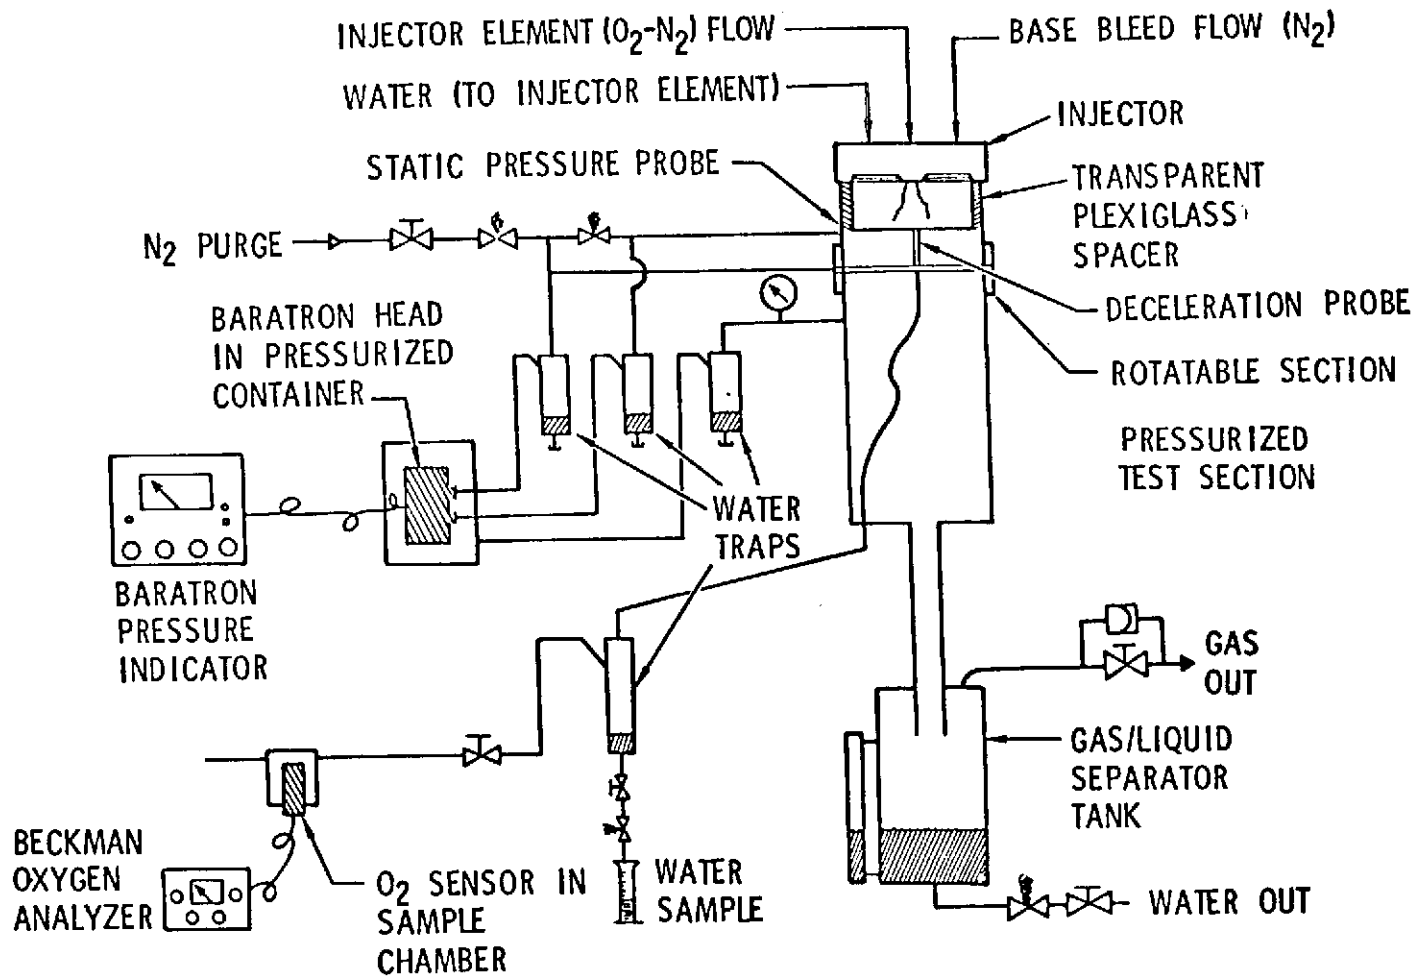 INJECTOR ELEMENT (O₂-N₂) FLOW
BASE BLEED FLOW (N₂)
WATER (TO INJECTOR ELEMENT)
INJECTOR
STATIC PRESSURE PROBE
TRANSPARENT
PLEXIGLASS
SPACER
N₂ PURGE
DECELERATION PROBE
BARATRON HEAD
IN PRESSURIZED
CONTAINER
ROTATABLE SECTION
PRESSURIZED
TEST SECTION
WATER
TRAPS
BARATRON
PRESSURE
INDICATOR
GAS
OUT
GAS/LIQUID
SEPARATOR
TANK
BECKMAN
OXYGEN
ANALYZER
O₂ SENSOR IN
SAMPLE
CHAMBER
WATER
SAMPLE
WATER OUT